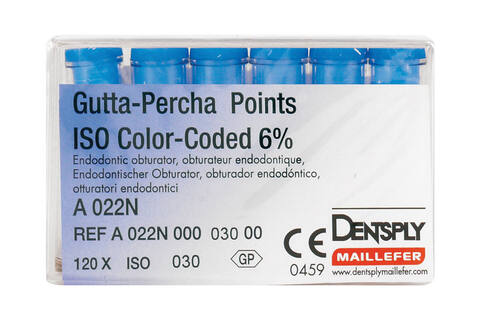 Gutta-Percha Points
ISO Color-Coded 6%
Endodontic obturator, obturateur endodontique,
Endodontischer Obturator, obturador endodóntico,
otturatori endodontici
A 022N
REF A 022N 000 030 00
120 X ISO 030
GP
CE
0459
DENTSPLY
MAILLEFER
www.dentsplymaillefer.com